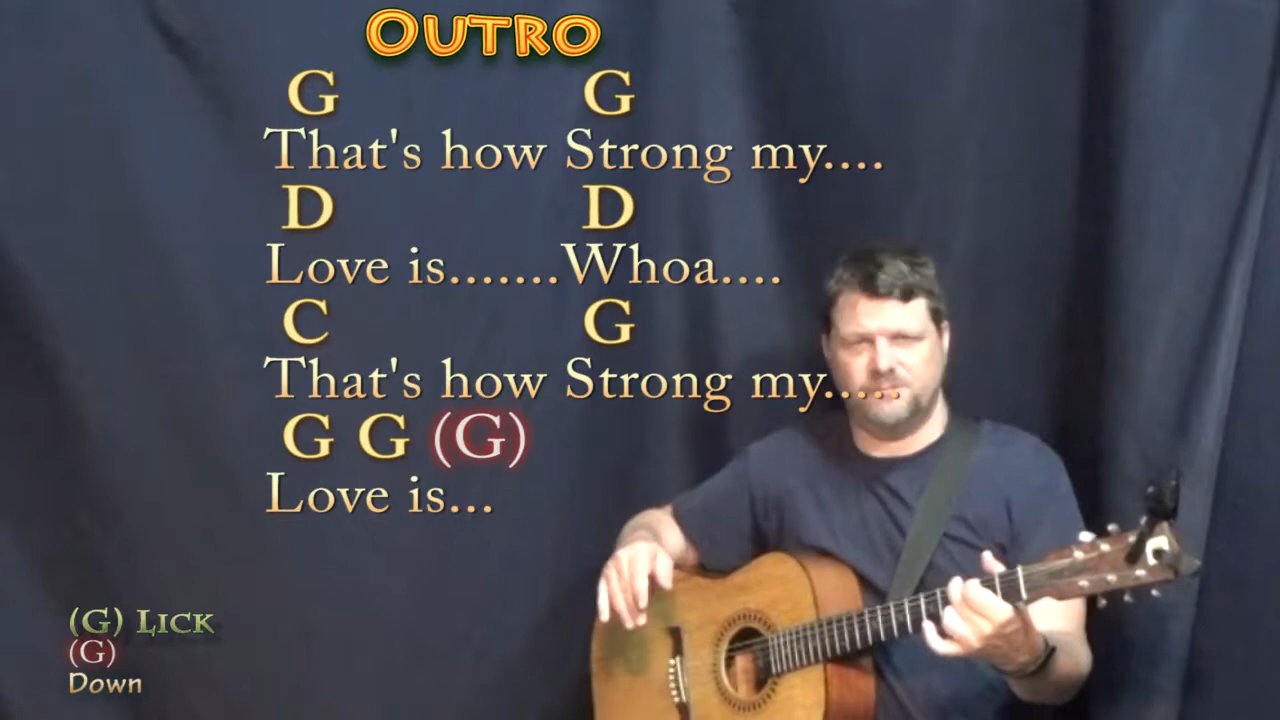 OUTRO
G G
That's how Strong my....
D D
Love is.......Whoa....
C G
That's how Strong my.....
G G (G)
Love is...
(G) LICK
(G)
Down